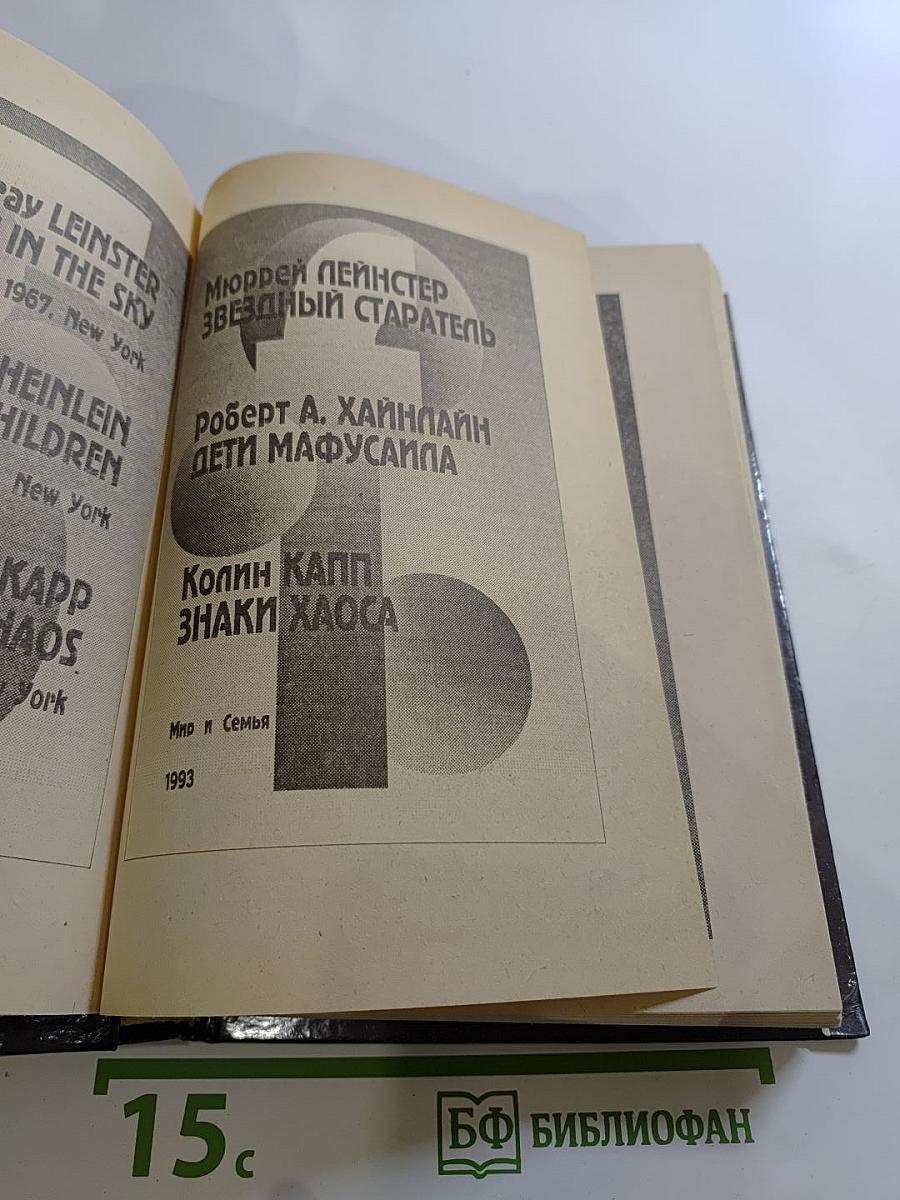 ray LEINSTER
IN THE SKY
1967, New York
HEINLEIN
HILDREN
New York
KAPP
HAOS
York
Мюррей ЛЕЙНСТЕР
ЗВЕЗДНЫЙ СТАРАТЕЛЬ
Роберт А. ХАЙНЛАЙН
ДЕТИ МАФУСАИЛА
Колин КАПП
ЗНАКИ ХАОСА
Мир и Семья
1993
15 с
БФ БИБЛИОФАН